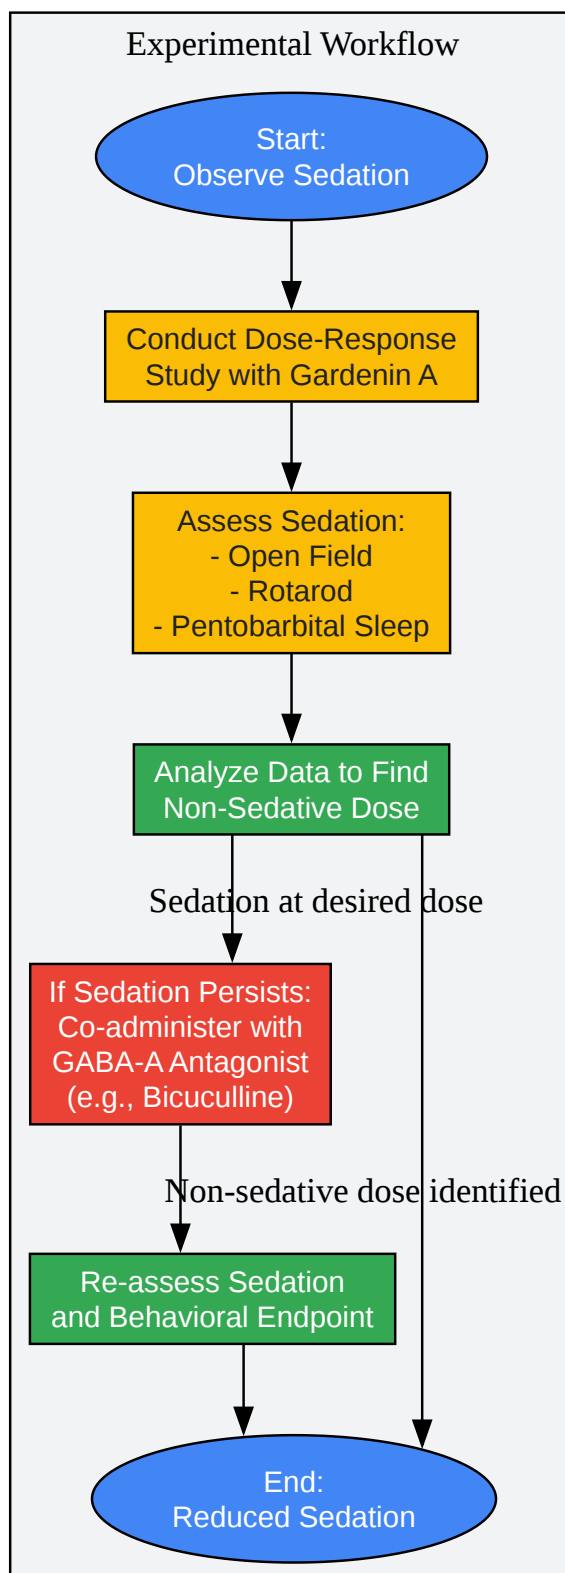 Experimental Workflow
Start:
Observe Sedation
Conduct Dose-Response
Study with Gardenin A
Assess Sedation:
- Open Field
- Rotarod
- Pentobarbital Sleep
Analyze Data to Find
Non-Sedative Dose
Sedation at desired dose
If Sedation Persists:
Co-administer with
GABA-A Antagonist
(e.g., Bicuculline)
Non-sedative dose identified
Re-assess Sedation
and Behavioral Endpoint
End:
Reduced Sedation